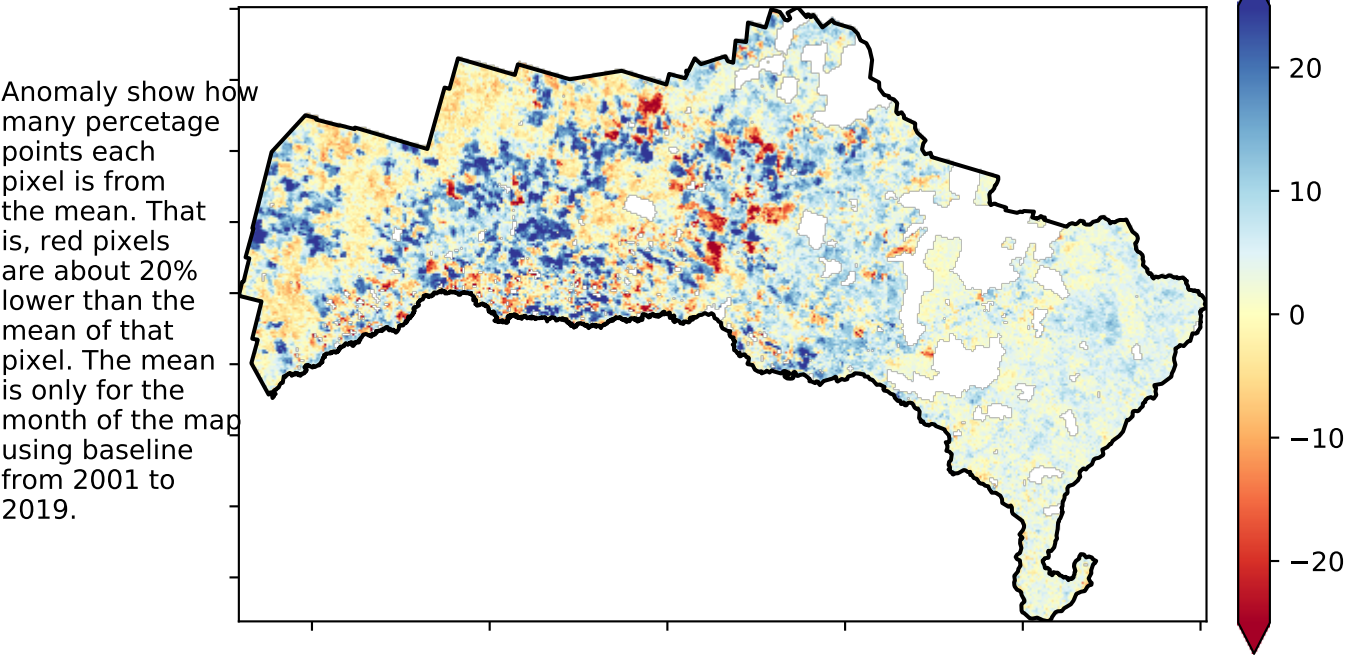 Anomaly show how
many percetage
points each
pixel is from
the mean. That
is, red pixels
are about 20%
lower than the
mean of that
pixel. The mean
is only for the
month of the map
using baseline
from 2001 to
2019.
20
10
0
−10
−20